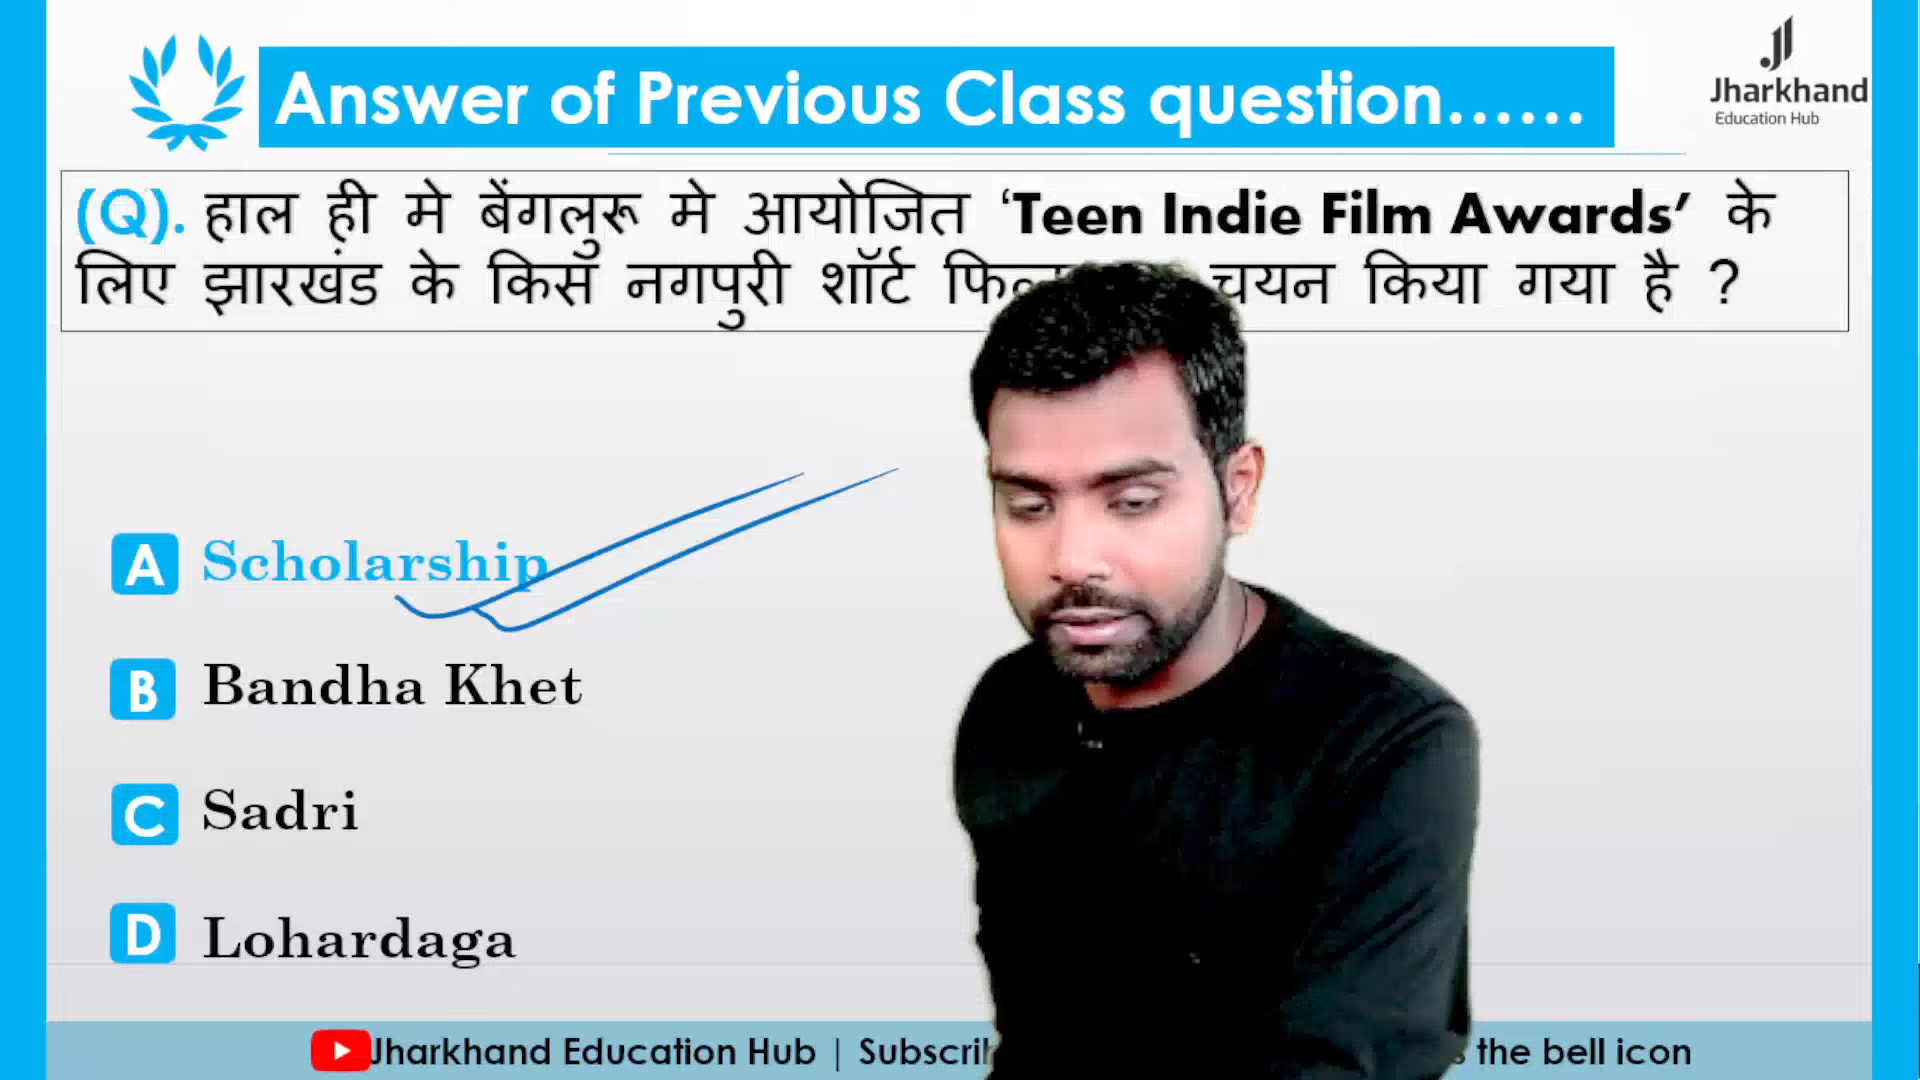 Answer of Previous Class question......
Jharkhand
Education Hub
(Q). हाल ही मे बेंगलुरू मे आयोजित ‘Teen Indie Film Awards’ के
लिए झारखंड के किस नगपुरी शॉर्ट चयन किया गया है ?
A Scholarship
B Bandha Khet
C Sadri
D Lohardaga
Jharkhand Education Hub | the bell icon